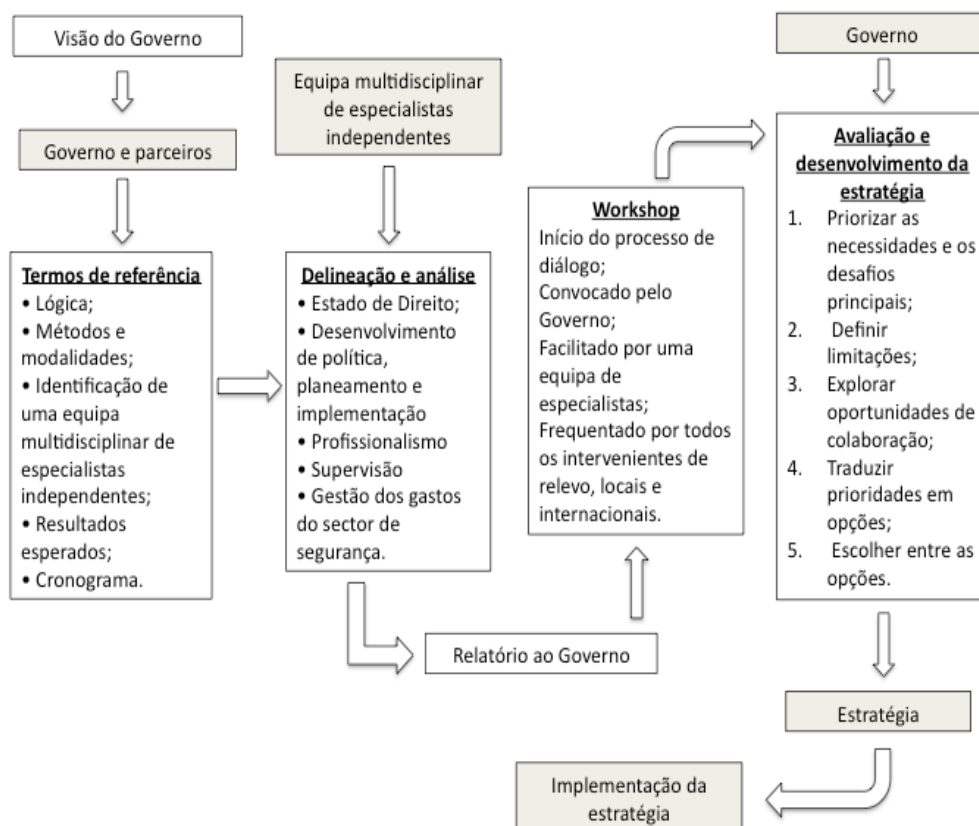 Visão do Governo
Governo e parceiros
Termos de referência
• Lógica;
• Métodos e
modalidades;
• Identificação de
uma equipa
multidisciplinar de
especialistas
independentes;
• Resultados
esperados;
• Cronograma.
Equipa multidisciplinar
de especialistas
independentes
Delineação e análise
• Estado de Direito;
• Desenvolvimento
de política,
planeamento e
implementação
• Profissionalismo
• Supervisão
• Gestão dos gastos
do sector de
segurança.
Relatório ao Governo
Workshop
Início do processo de
diálogo;
Convocado pelo
Governo;
Facilitado por uma
equipa de
especialistas;
Frequentado por todos
os intervenientes de
relevo, locais e
internacionais.
Governo
Avaliação e
desenvolvimento da
estratégia
1. Priorizar as
necessidades e os
desafios
principais;
2. Definir
limitações;
3. Explorar
oportunidades de
colaboração;
4. Traduzir
prioridades em
opções;
5. Escolher entre as
opções.
Estratégia
Implementação da
estratégia